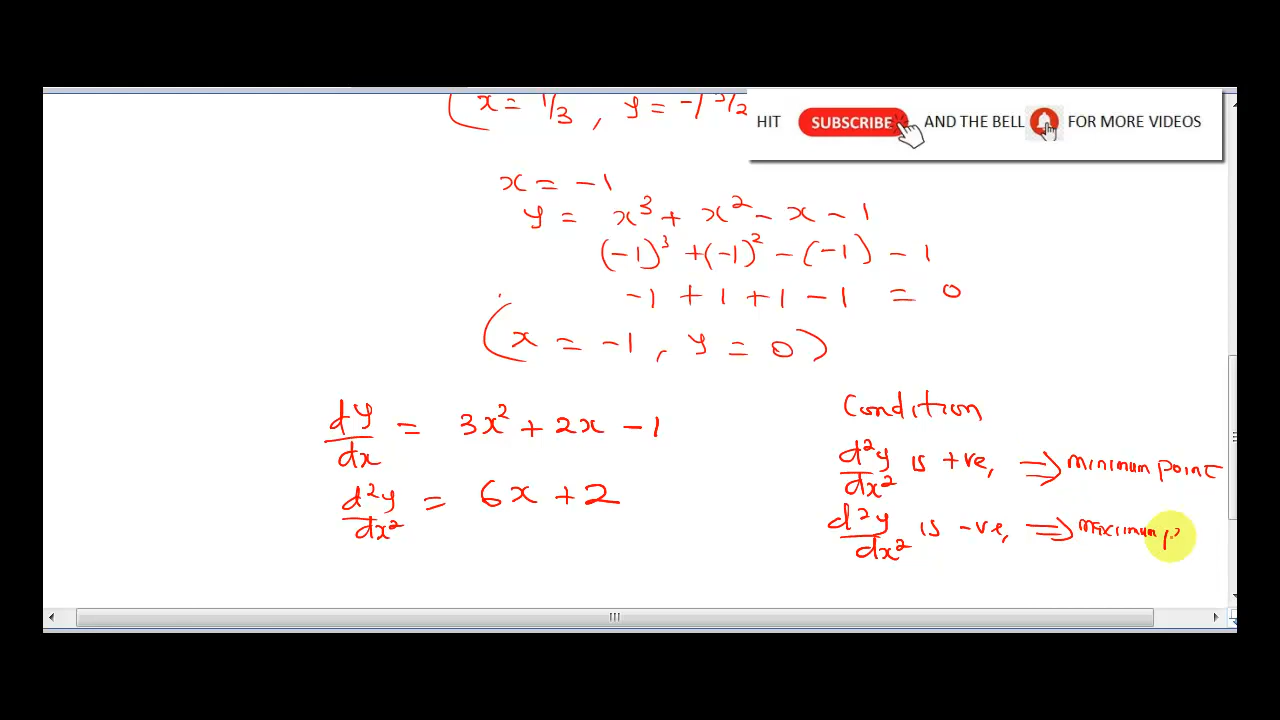 x = 1/3 , y =
HIT SUBSCRIBE AND THE BELL FOR MORE VIDEOS
x = -1
y = x³ + x² - x - 1
(-1)³ + (-1)² - (-1) - 1
-1 + 1 + 1 - 1 = 0
(x = -1, y = 0)
dy/dx = 3x² + 2x - 1
d²y/dx² = 6x + 2
Condition
d²y/dx² is +ve, ⇒ minimum point
d²y/dx² is -ve, ⇒ maximum p